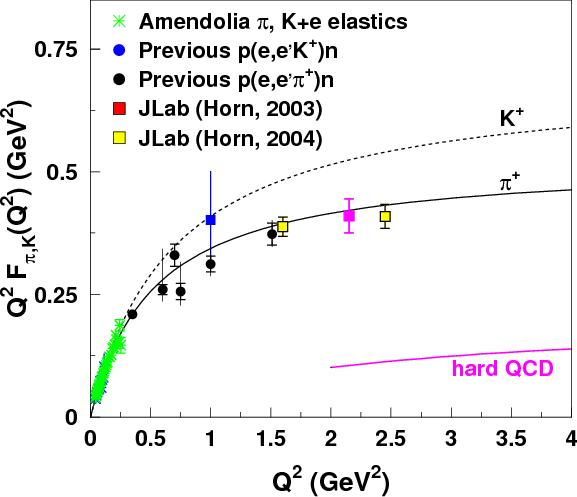 Amendolia π, K+e elastics
Previous p(e,e'K⁺)n
Previous p(e,e'π⁺)n
JLab (Horn, 2003)
JLab (Horn, 2004)
K⁺
π⁺
hard QCD
Q² F_π,K(Q²) (GeV²)
0.75
0.5
0.25
0
0 0.5 1 1.5 2 2.5 3 3.5 4
Q² (GeV²)